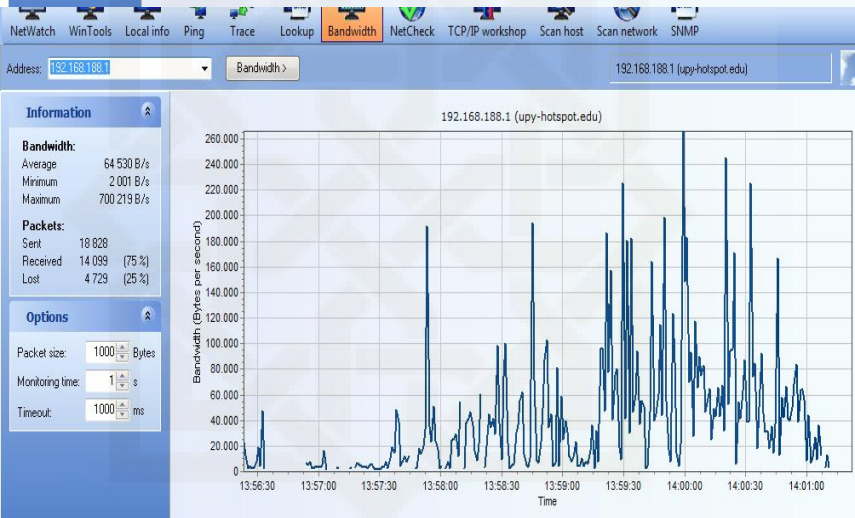 NetWatch WinTools Local info Ping Trace Lookup Bandwidth NetCheck TCP/IP workshop Scan host Scan network SNMP
Address: 192.168.188.1 Bandwidth > 192.168.188.1 (upy-hotspot.edu)
Information
Bandwidth:
Average 64 530 B/s
Minimum 2 001 B/s
Maximum 700 219 B/s
Packets:
Sent 18 828
Received 14 099 (75 %)
Lost 4 729 (25 %)
Options
Packet size: 1000 Bytes
Monitoring time: 1 s
Timeout: 1000 ms
192.168.188.1 (upy-hotspot.edu)
Bandwidth (Bytes per second)
260.000
240.000
220.000
200.000
180.000
160.000
140.000
120.000
100.000
80.000
60.000
40.000
20.000
0
13:56:30 13:57:00 13:57:30 13:58:00 13:58:30 13:59:00 13:59:30 14:00:00 14:00:30 14:01:00
Time